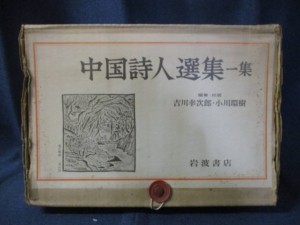 中国詩人選集一集
編集・校閲
吉川幸次郎・小川環樹
岩波書店